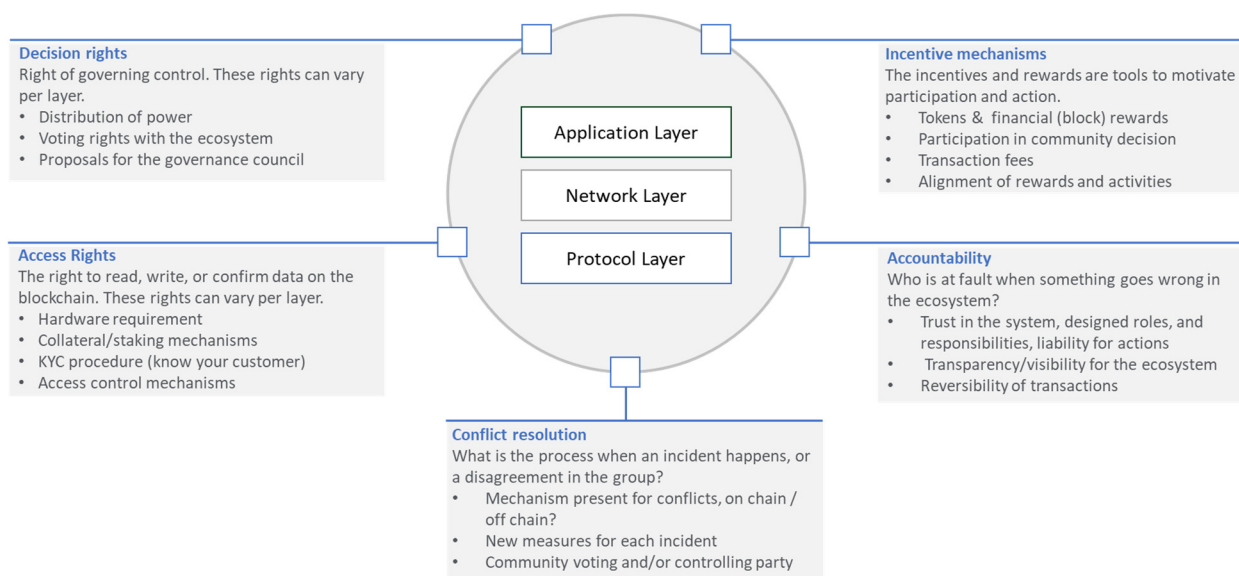 Decision rights
Right of governing control. These rights can vary
per layer.
• Distribution of power
• Voting rights with the ecosystem
• Proposals for the governance council
Incentive mechanisms
The incentives and rewards are tools to motivate
participation and action.
• Tokens & financial (block) rewards
• Participation in community decision
• Transaction fees
• Alignment of rewards and activities
Application Layer
Network Layer
Protocol Layer
Access Rights
The right to read, write, or confirm data on the
blockchain. These rights can vary per layer.
• Hardware requirement
• Collateral/staking mechanisms
• KYC procedure (know your customer)
• Access control mechanisms
Accountability
Who is at fault when something goes wrong in
the ecosystem?
• Trust in the system, designed roles, and
responsibilities, liability for actions
• Transparency/visibility for the ecosystem
• Reversibility of transactions
Conflict resolution
What is the process when an incident happens, or
a disagreement in the group?
• Mechanism present for conflicts, on chain /
off chain?
• New measures for each incident
• Community voting and/or controlling party